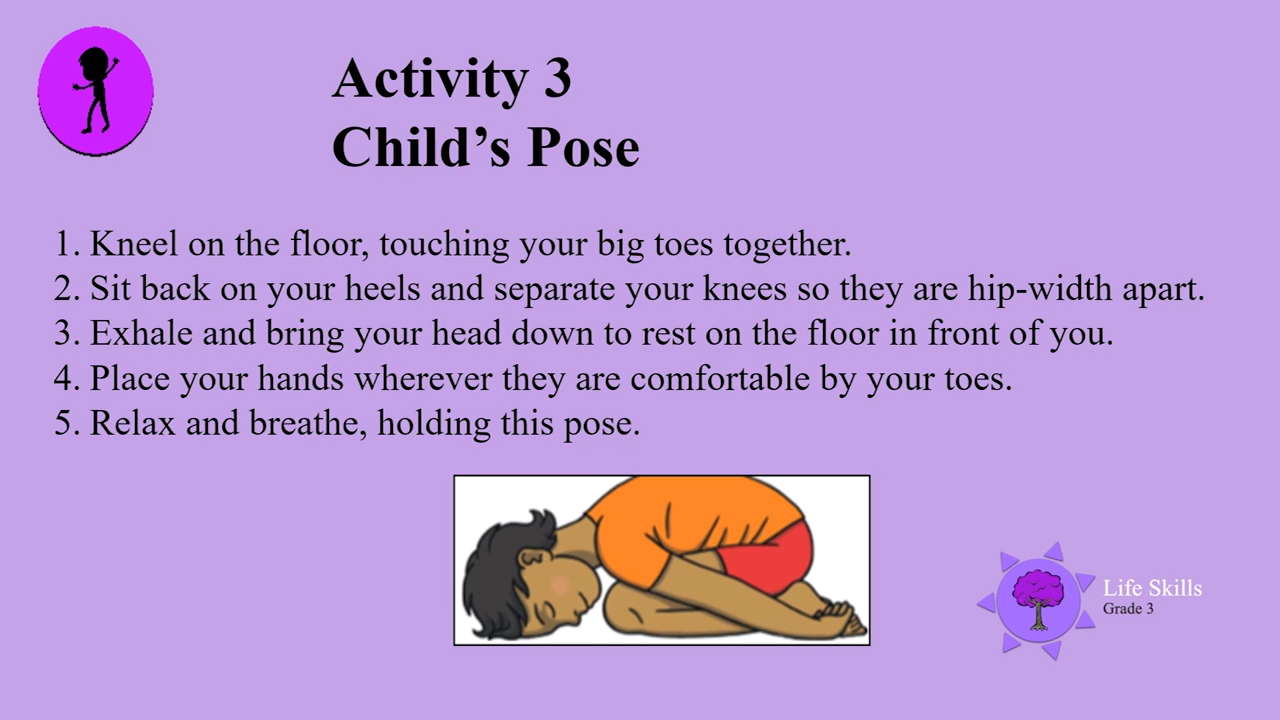 Activity 3
Child’s Pose
1. Kneel on the floor, touching your big toes together.
2. Sit back on your heels and separate your knees so they are hip-width apart.
3. Exhale and bring your head down to rest on the floor in front of you.
4. Place your hands wherever they are comfortable by your toes.
5. Relax and breathe, holding this pose.
Life Skills
Grade 3